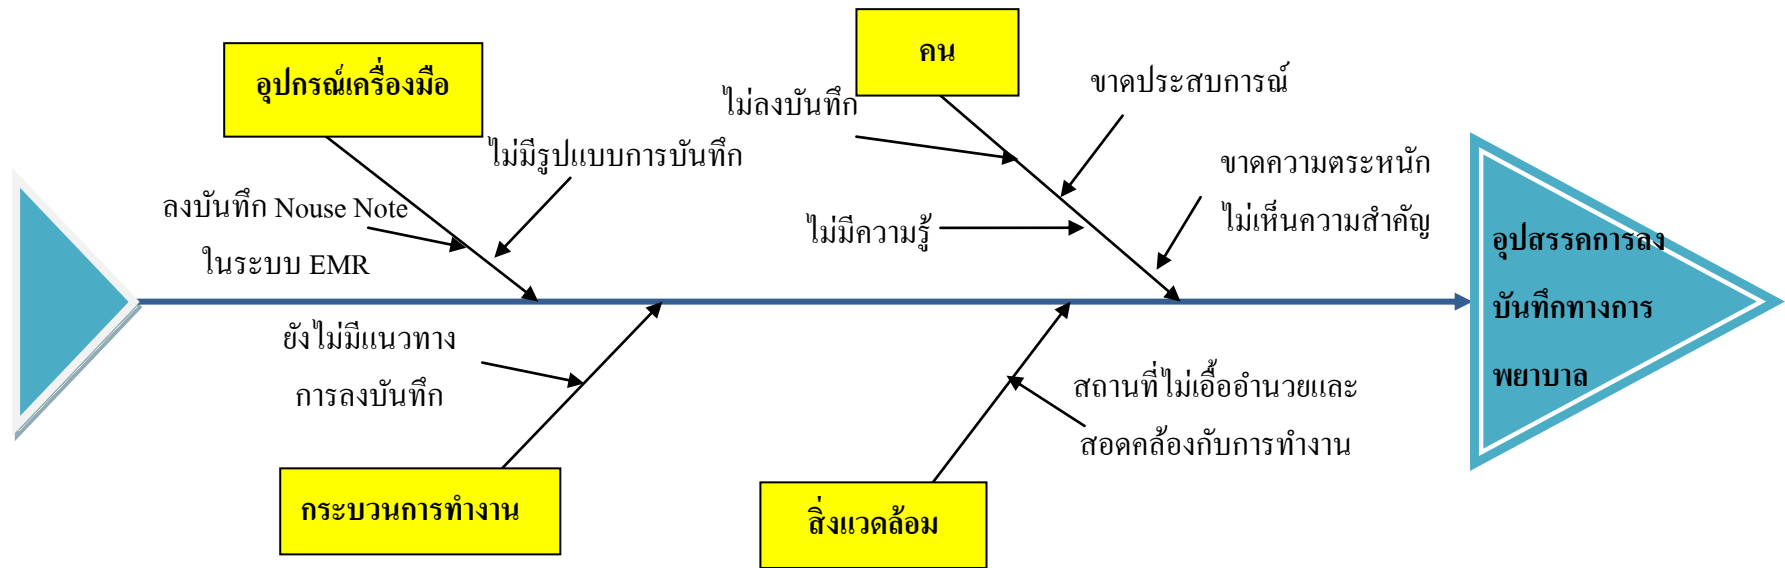 คน
อุปกรณ์เครื่องมือ
ขาดประสบการณ์
ไม่ลงบันทึก
ไม่มีรูปแบบการบันทึก
ขาดความตระหนัก
ไม่เห็นความสำคัญ
ลงบันทึก Nouse Note
ในระบบ EMR
ไม่มีความรู้
อุปสรรคการลง
บันทึกทางการ
พยาบาล
ยังไม่มีแนวทาง
การลงบันทึก
สถานที่ไม่เอื้ออำนวยและ
สอดคล้องกับการทำงาน
กระบวนการทำงาน
สิ่งแวดล้อม